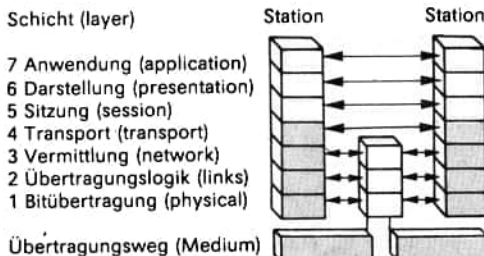 Schicht (layer)
Station
Station
7 Anwendung (application)
6 Darstellung (presentation)
5 Sitzung (session)
4 Transport (transport)
3 Vermittlung (network)
2 Übertragungslogik (links)
1 Bitübertragung (physical)
Übertragungsweg (Medium)